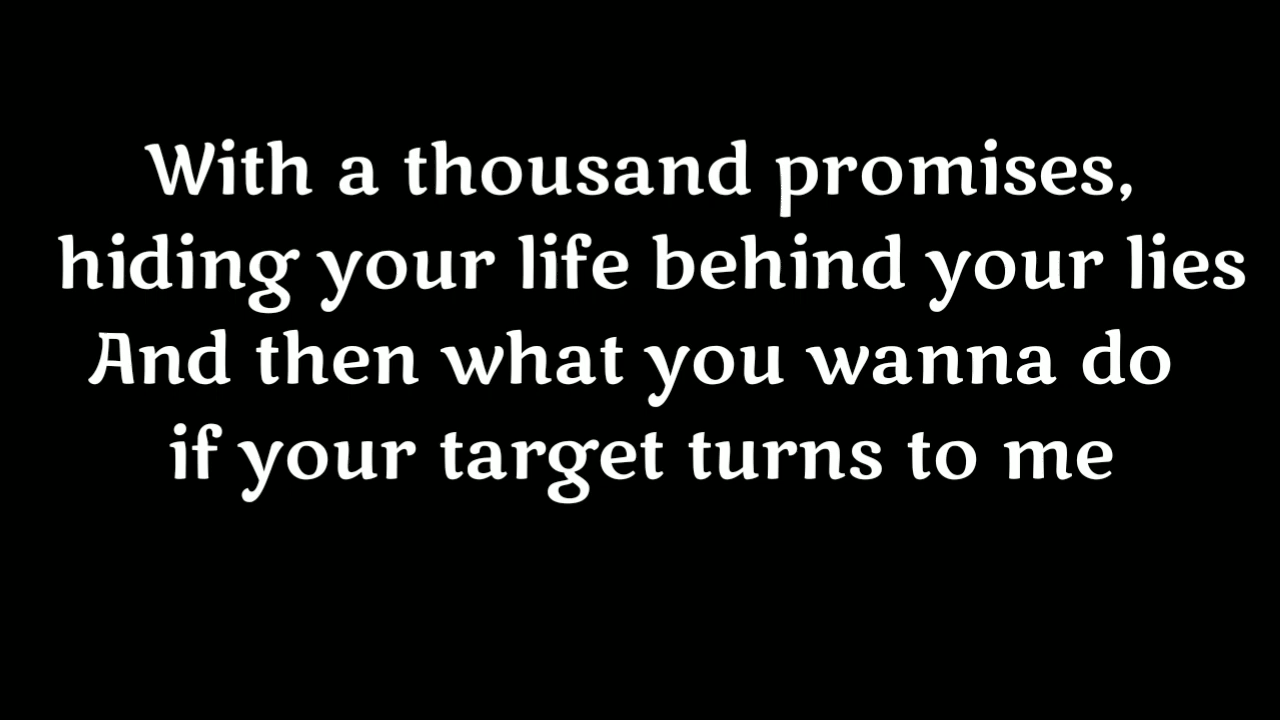 With a thousand promises,
hiding your life behind your lies
And then what you wanna do
if your target turns to me